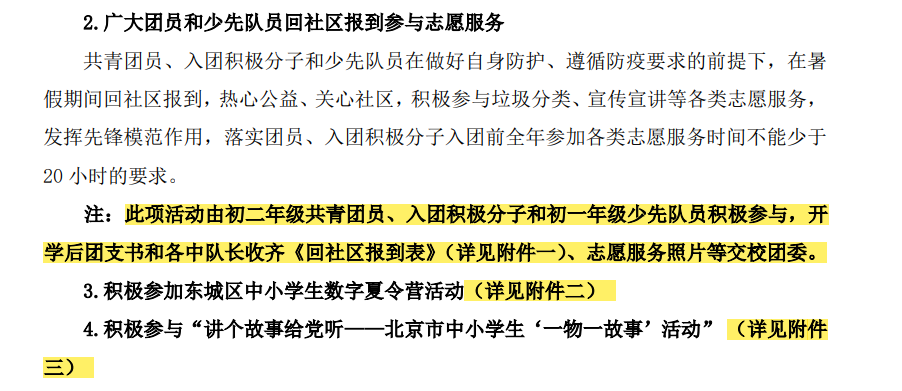 2.广大团员和少先队员回社区报到参与志愿服务
共青团员、入团积极分子和少先队员在做好自身防护、遵循防疫要求的前提下，在暑
假期间回社区报到，热心公益、关心社区，积极参与垃圾分类、宣传宣讲等各类志愿服务，
发挥先锋模范作用，落实团员、入团积极分子入团前全年参加各类志愿服务时间不能少于
20 小时的要求。
注：此项活动由初二年级共青团员、入团积极分子和初一年级少先队员积极参与，开
学后团支书和各中队长收齐《回社区报到表》（详见附件一）、志愿服务照片等交校团委。
3.积极参加东城区中小学生数字夏令营活动（详见附件二）
4.积极参与“讲个故事给党听——北京市中小学生‘一物一故事’活动”（详见附件
三）